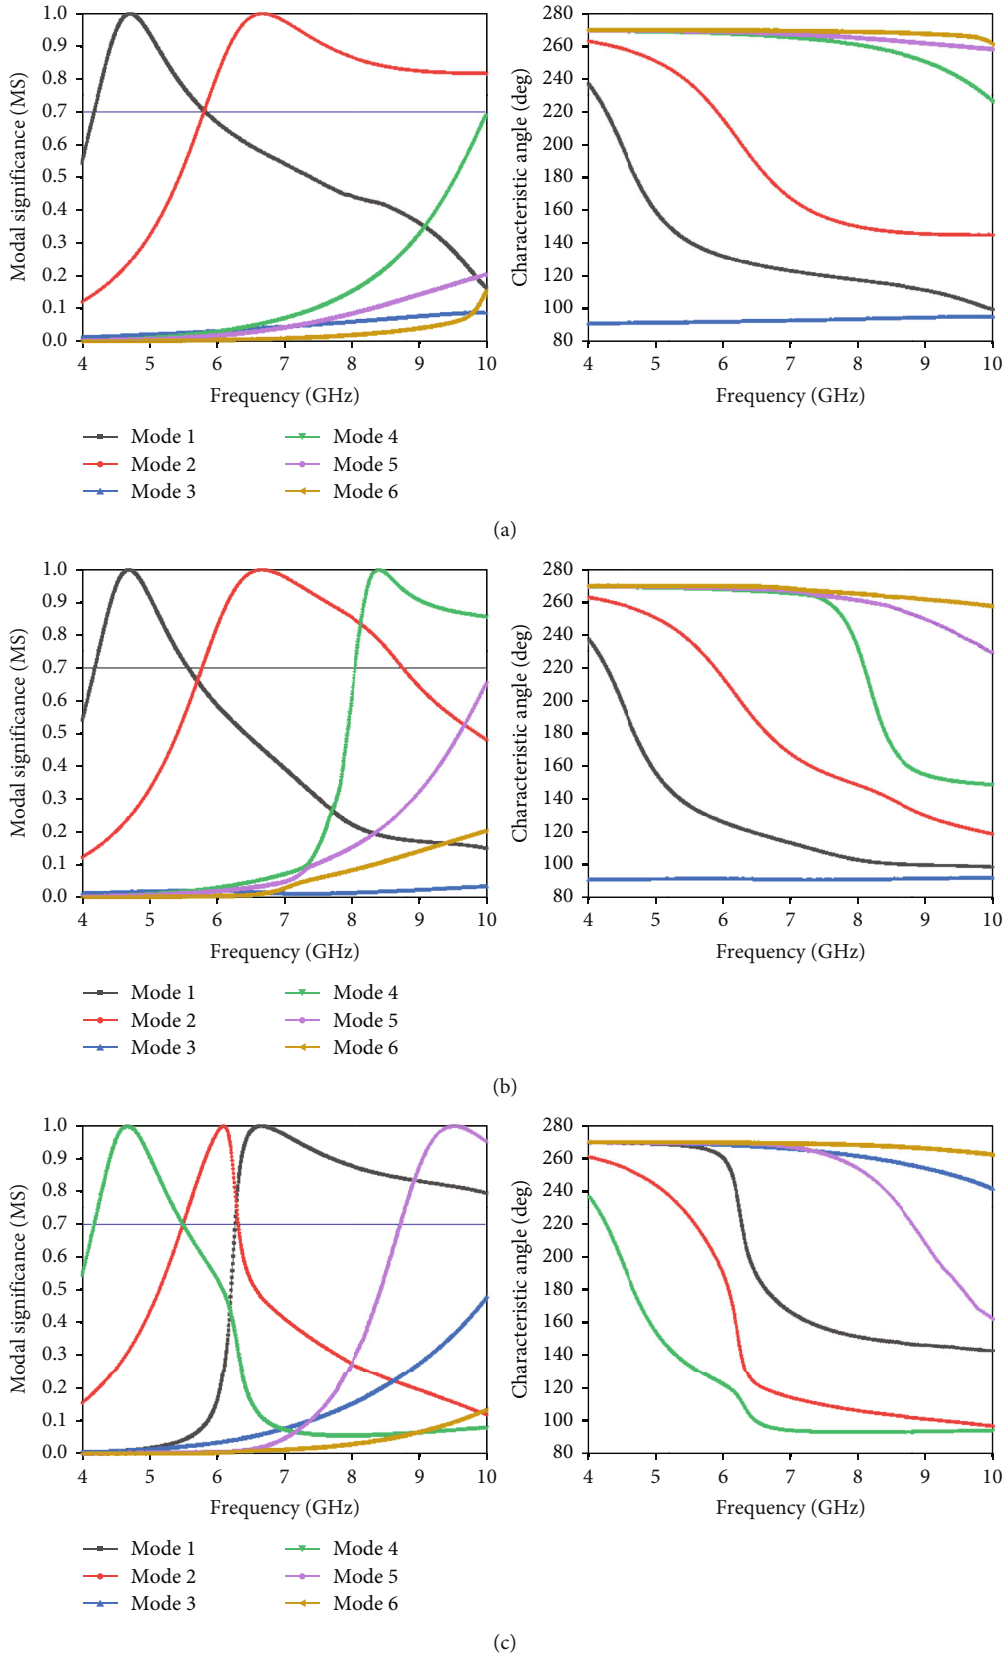 1.0
0.9
0.8
0.7
0.6
0.5
0.4
0.3
0.2
0.1
0.0
Modal significance (MS)
4 5 6 7 8 9 10
Frequency (GHz)
280
260
240
220
200
180
160
140
120
100
80
Characteristic angle (deg)
4 5 6 7 8 9 10
Frequency (GHz)
Mode 1 Mode 4
Mode 2 Mode 5
Mode 3 Mode 6
(a)
1.0
0.9
0.8
0.7
0.6
0.5
0.4
0.3
0.2
0.1
0.0
Modal significance (MS)
4 5 6 7 8 9 10
Frequency (GHz)
280
260
240
220
200
180
160
140
120
100
80
Characteristic angle (deg)
4 5 6 7 8 9 10
Frequency (GHz)
Mode 1 Mode 4
Mode 2 Mode 5
Mode 3 Mode 6
(b)
1.0
0.9
0.8
0.7
0.6
0.5
0.4
0.3
0.2
0.1
0.0
Modal significance (MS)
4 5 6 7 8 9 10
Frequency (GHz)
280
260
240
220
200
180
160
140
120
100
80
Characteristic angle (deg)
4 5 6 7 8 9 10
Frequency (GHz)
Mode 1 Mode 4
Mode 2 Mode 5
Mode 3 Mode 6
(c)